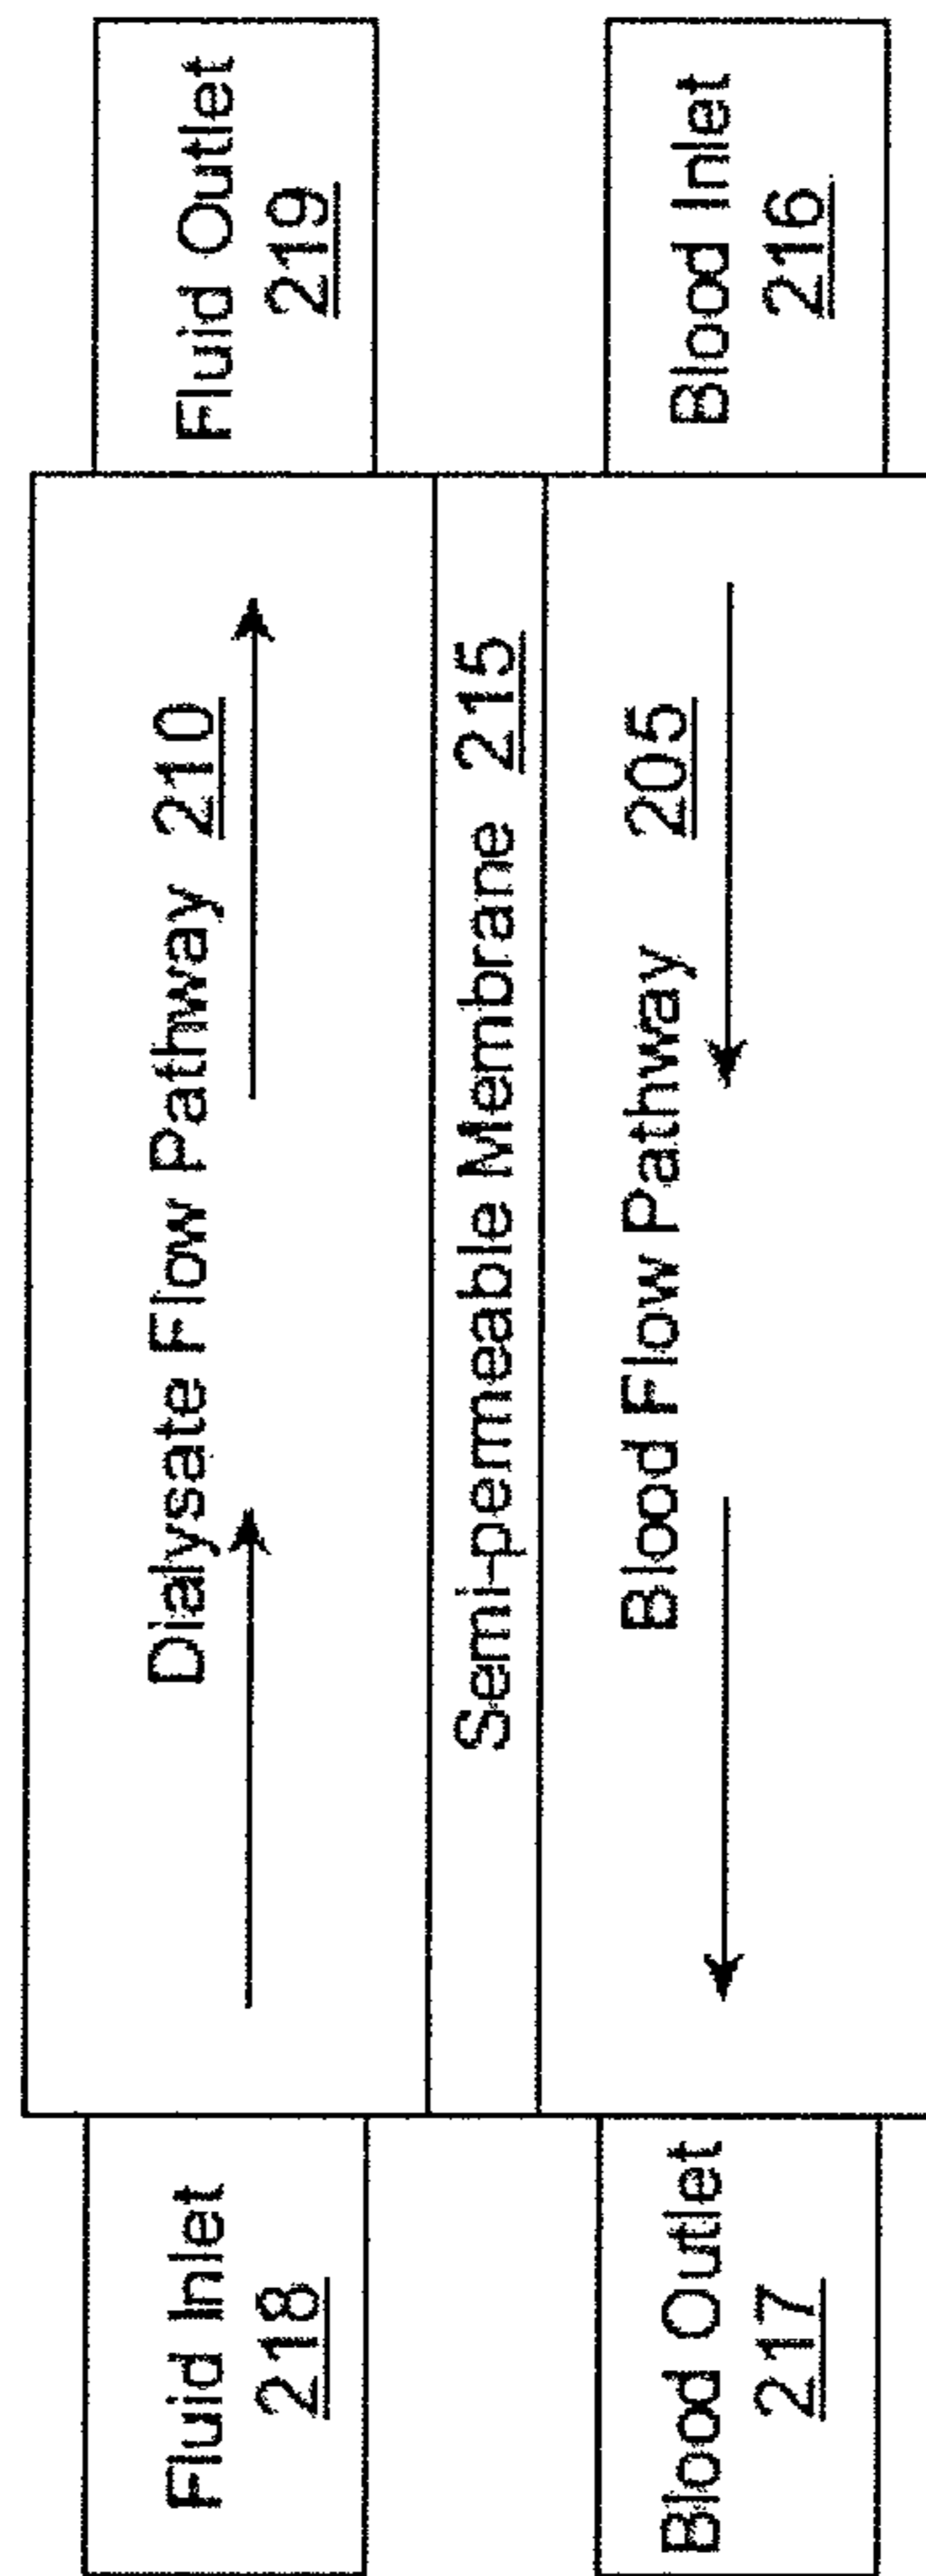 Fluid Inlet
218
Dialysate Flow Pathway 210
Fluid Outlet
219
Semi-permeable Membrane 215
Blood Outlet
217
Blood Flow Pathway 205
Blood Inlet
216